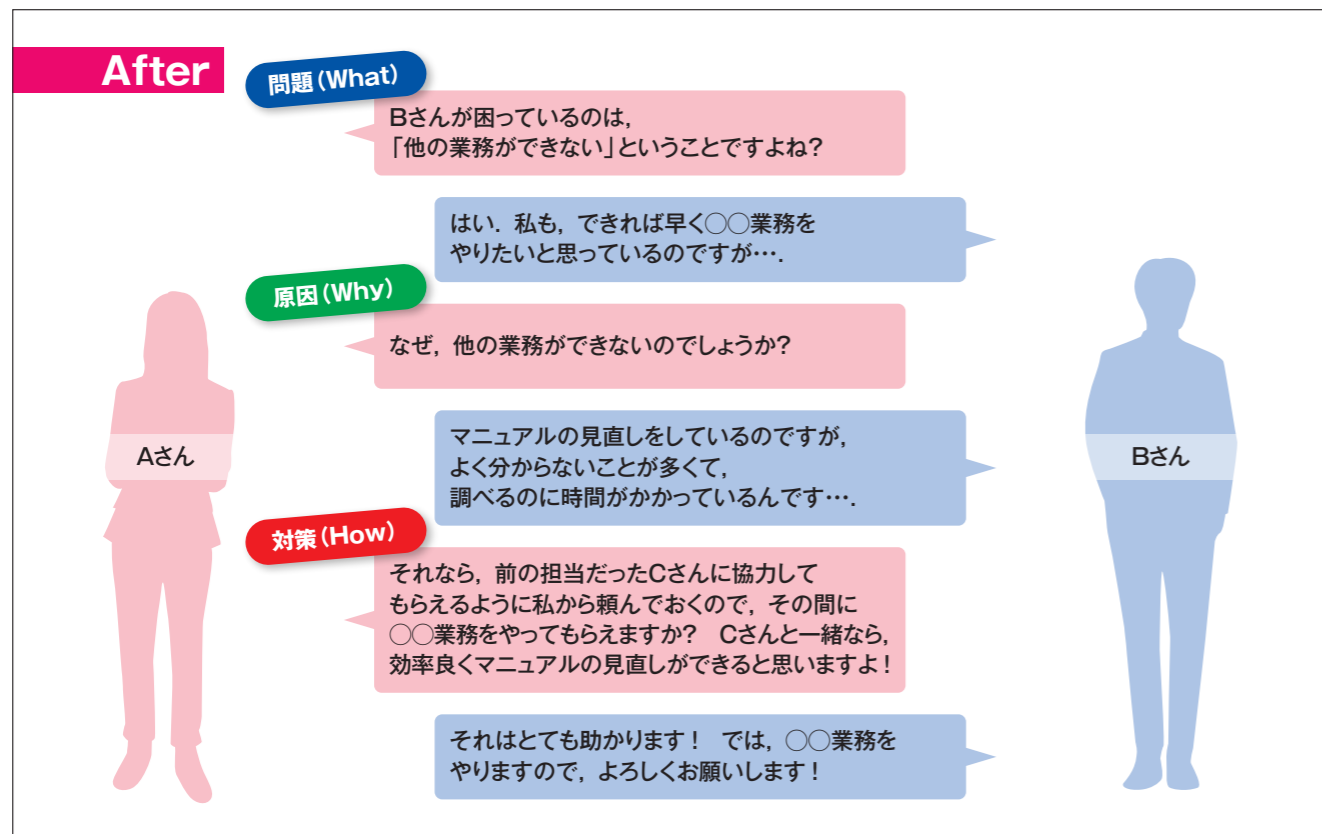 After
問題(What)
Bさんが困っているのは,
「他の業務ができない」ということですよね?
はい. 私も, できれば早く○○業務を
やりたいと思っているのですが….
原因(Why)
なぜ, 他の業務ができないのでしょうか?
マニュアルの見直しをしているのですが,
よく分からないことが多くて,
調べるのに時間がかかっているんです….
Aさん
Bさん
対策(How)
それなら, 前の担当だったCさんに協力して
もらえるように私から頼んでおくので, その間に
○○業務をやってもらえますか? Cさんと一緒なら,
効率良くマニュアルの見直しができると思いますよ!
それはとても助かります! では, ○○業務を
やりますので, よろしくお願いします!